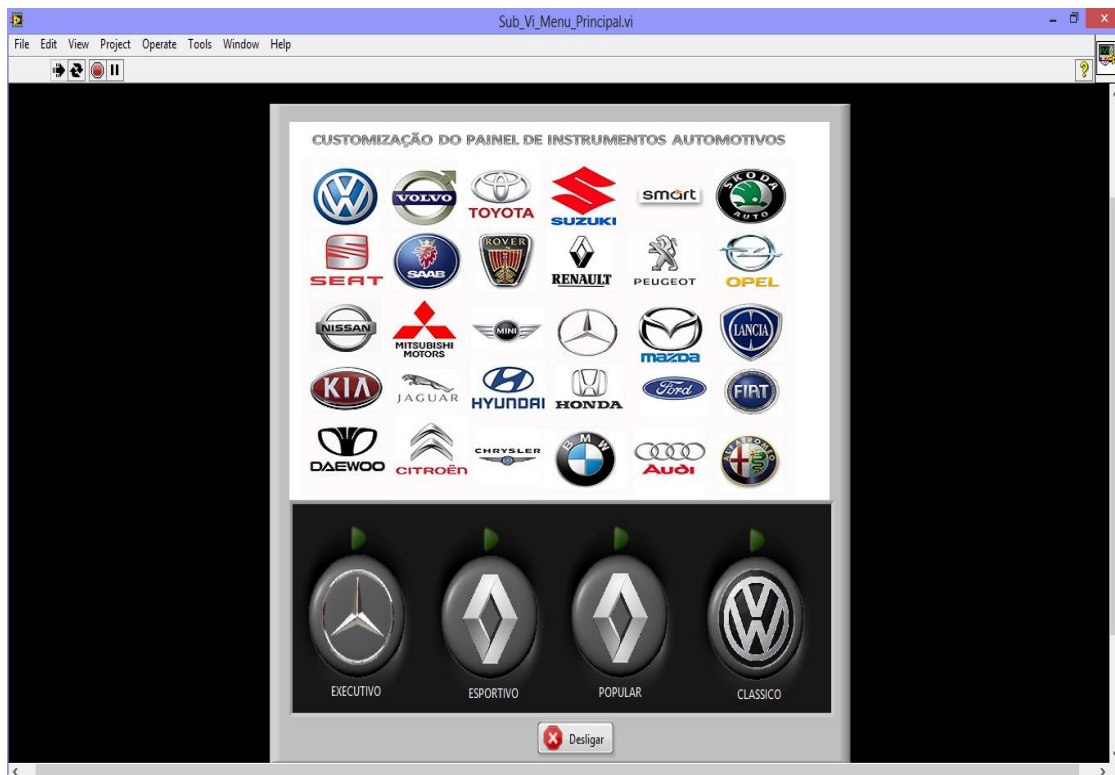 Sub_Vi_Menu_Principal.vi
File Edit View Project Operate Tools Window Help
CUSTOMIZAÇÃO DO PAINEL DE INSTRUMENTOS AUTOMOTIVOS
VOLVO TOYOTA SUZUKI smart SKODA AUTO
SEAT SAAB ROVER RENAULT PEUGEOT OPEL
NISSAN MITSUBISHI MOTORS MINI mazda LANCIA
KIA JAGUAR HYUNDAI HONDA Ford FIAT
DAEWOO CITROËN CHRYSLER BMW Audi ALFA ROMEO
EXECUTIVO ESPORTIVO POPULAR CLASSICO
Desligar